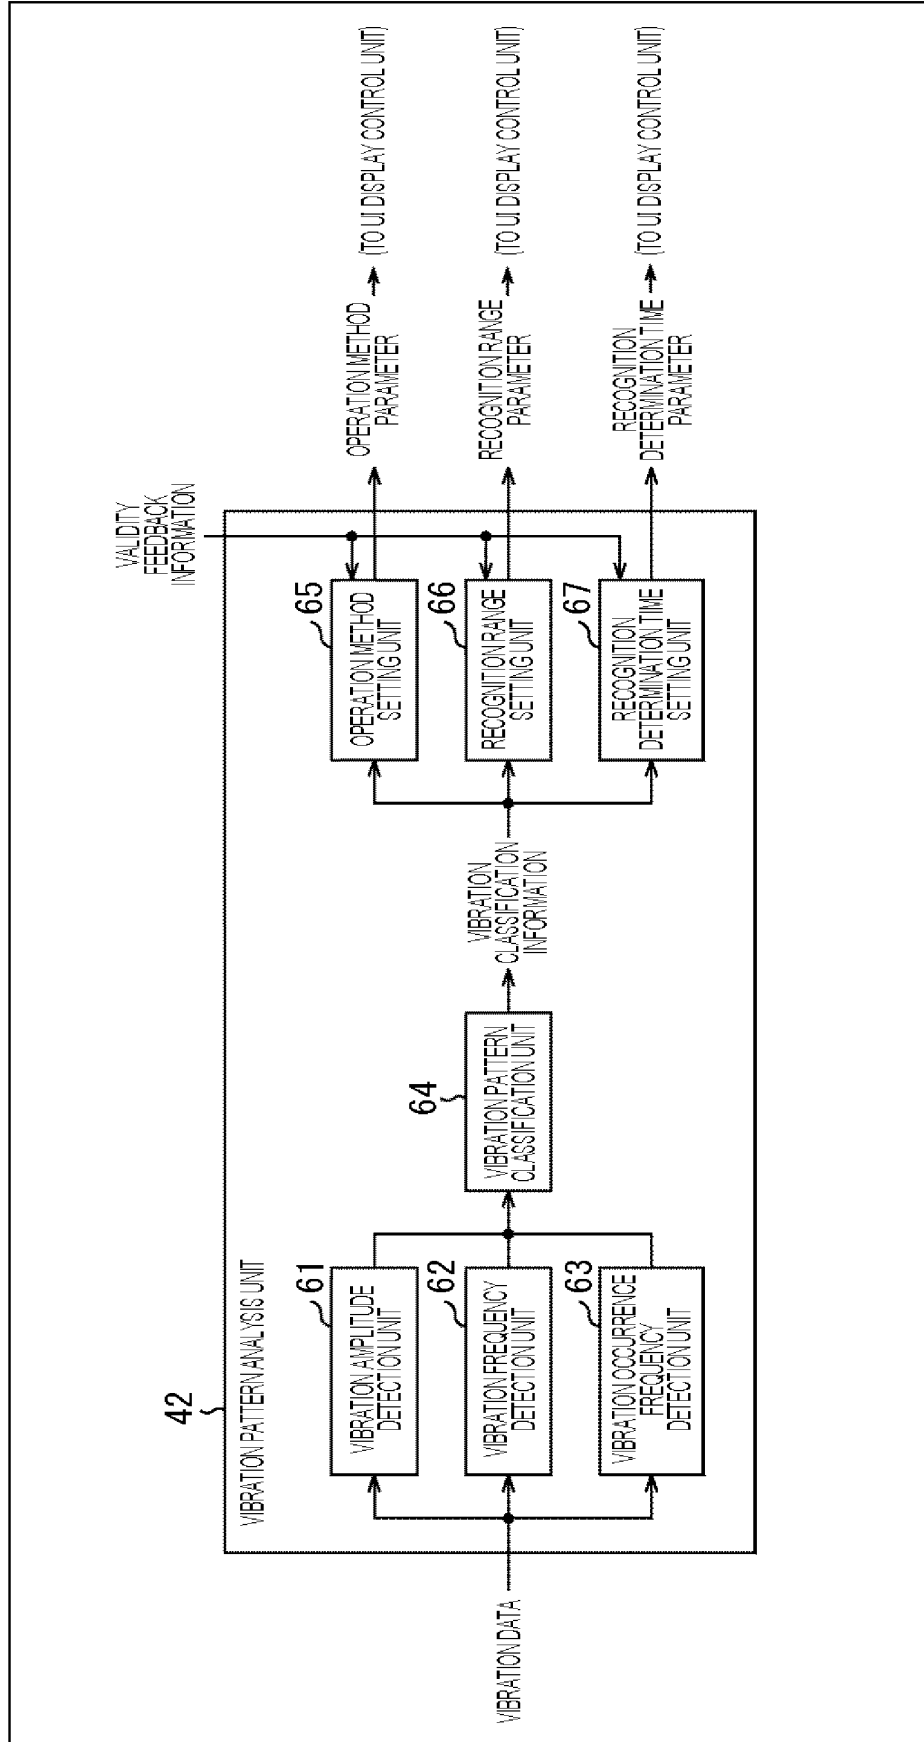 42
VIBRATION PATTERN ANALYSIS UNIT
VIBRATION DATA
61
VIBRATION AMPLITUDE
DETECTION UNIT
62
VIBRATION FREQUENCY
DETECTION UNIT
63
VIBRATION OCCURRENCE
FREQUENCY
DETECTION UNIT
64
VIBRATION PATTERN
CLASSIFICATION UNIT
VIBRATION
CLASSIFICATION
INFORMATION
VALIDITY
FEEDBACK
INFORMATION
65
OPERATION METHOD
SETTING UNIT
66
RECOGNITION RANGE
SETTING UNIT
67
RECOGNITION
DETERMINATION TIME
SETTING UNIT
OPERATION METHOD
PARAMETER
(TO UI DISPLAY CONTROL UNIT)
RECOGNITION RANGE
PARAMETER
(TO UI DISPLAY CONTROL UNIT)
RECOGNITION
DETERMINATION TIME
PARAMETER
(TO UI DISPLAY CONTROL UNIT)